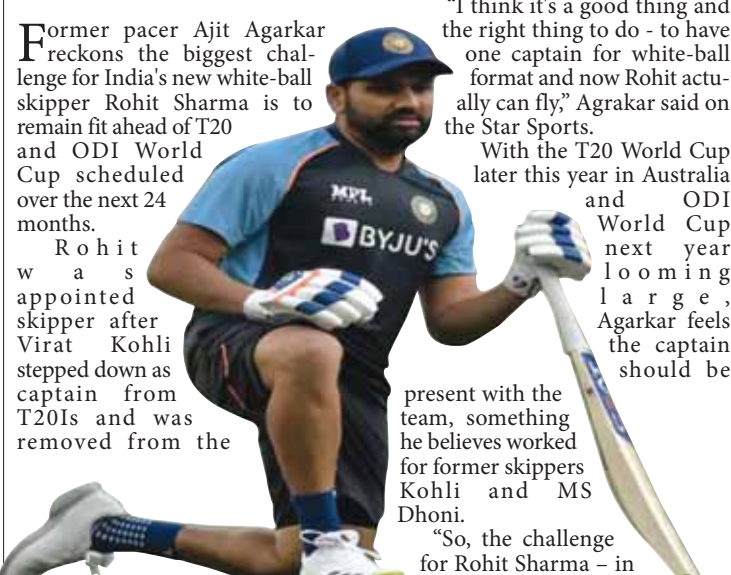 Former pacer Ajit Agarkar
reckons the biggest chal-
lenge for India's new white-ball
skipper Rohit Sharma is to
remain fit ahead of T20
and ODI World
Cup scheduled
over the next 24
months.
Rohit
was
appointed
skipper after
Virat Kohli
stepped down as
captain from
T20Is and was
removed from the
"I think it's a good thing and
the right thing to do - to have
one captain for white-ball
format and now Rohit actu-
ally can fly,” Agrakar said on
the Star Sports.
With the T20 World Cup
later this year in Australia
and ODI
World Cup
next year
looming
large,
Agarkar feels
the captain
should be
present with the
team, something
he believes worked
for former skippers
Kohli and MS
Dhoni.
“So, the challenge
for Rohit Sharma – in
MPL
BYJU'S